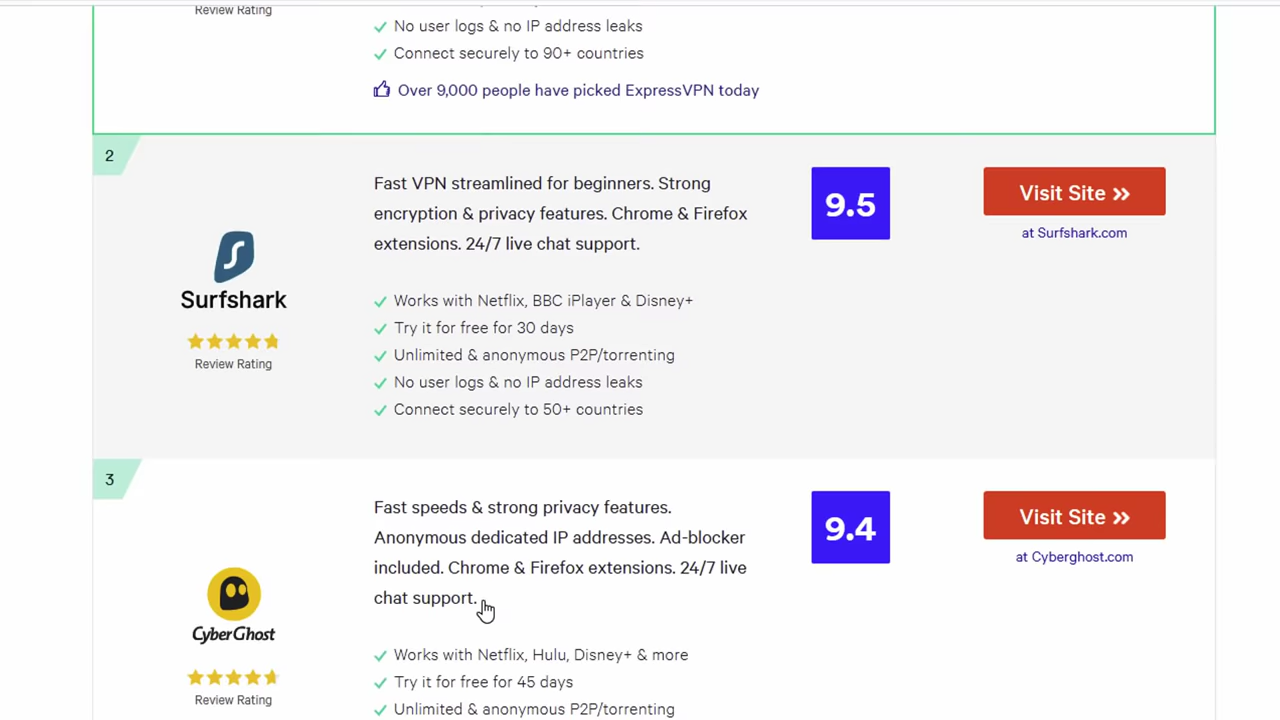 Review Rating
No user logs & no IP address leaks
Connect securely to 90+ countries
Over 9,000 people have picked ExpressVPN today
2
Fast VPN streamlined for beginners. Strong
encryption & privacy features. Chrome & Firefox
extensions. 24/7 live chat support.
9.5
Visit Site »
at Surfshark.com
Surfshark
Review Rating
Works with Netflix, BBC iPlayer & Disney+
Try it for free for 30 days
Unlimited & anonymous P2P/torrenting
No user logs & no IP address leaks
Connect securely to 50+ countries
3
Fast speeds & strong privacy features.
Anonymous dedicated IP addresses. Ad-blocker
included. Chrome & Firefox extensions. 24/7 live
chat support.
9.4
Visit Site »
at Cyberghost.com
CyberGhost
Review Rating
Works with Netflix, Hulu, Disney+ & more
Try it for free for 45 days
Unlimited & anonymous P2P/torrenting